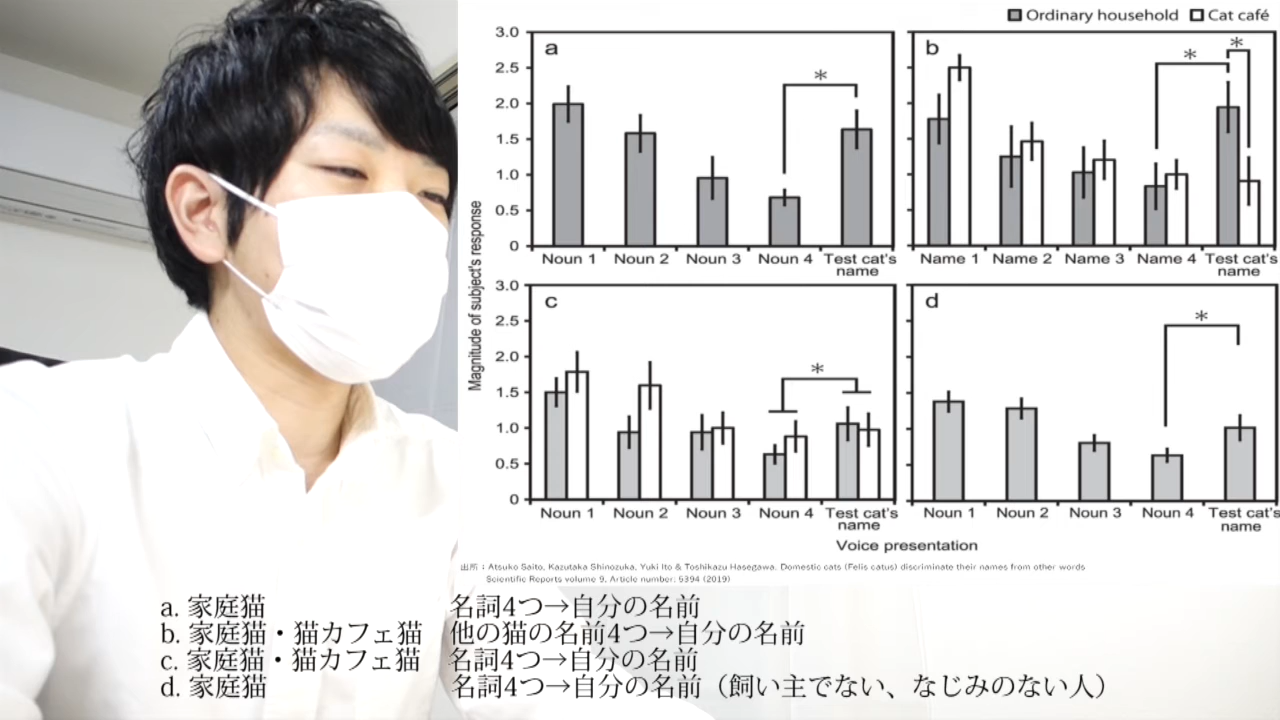 Ordinary household Cat café
Magnitude of subject's response
a
3.0
2.5
2.0
1.5
1.0
0.5
0
*
Noun 1 Noun 2 Noun 3 Noun 4 Test cat's
name
b
*
*
Name 1 Name 2 Name 3 Name 4 Test cat's
name
c
3.0
2.5
2.0
1.5
1.0
0.5
0
*
Noun 1 Noun 2 Noun 3 Noun 4 Test cat's
name
d
*
Noun 1 Noun 2 Noun 3 Noun 4 Test cat's
name
Voice presentation
出所：Atsuko Saito, Kazutaka Shinozuka, Yuki Ito & Toshikazu Hasegawa. Domestic cats (Felis catus) discriminate their names from other words
Scientific Reports volume 9, Article number: 5394 (2019)
a. 家庭猫 名詞4つ→自分の名前
b. 家庭猫・猫カフェ猫 他の猫の名前4つ→自分の名前
c. 家庭猫・猫カフェ猫 名詞4つ→自分の名前
d. 家庭猫 名詞4つ→自分の名前（飼い主でない、なじみのない人）